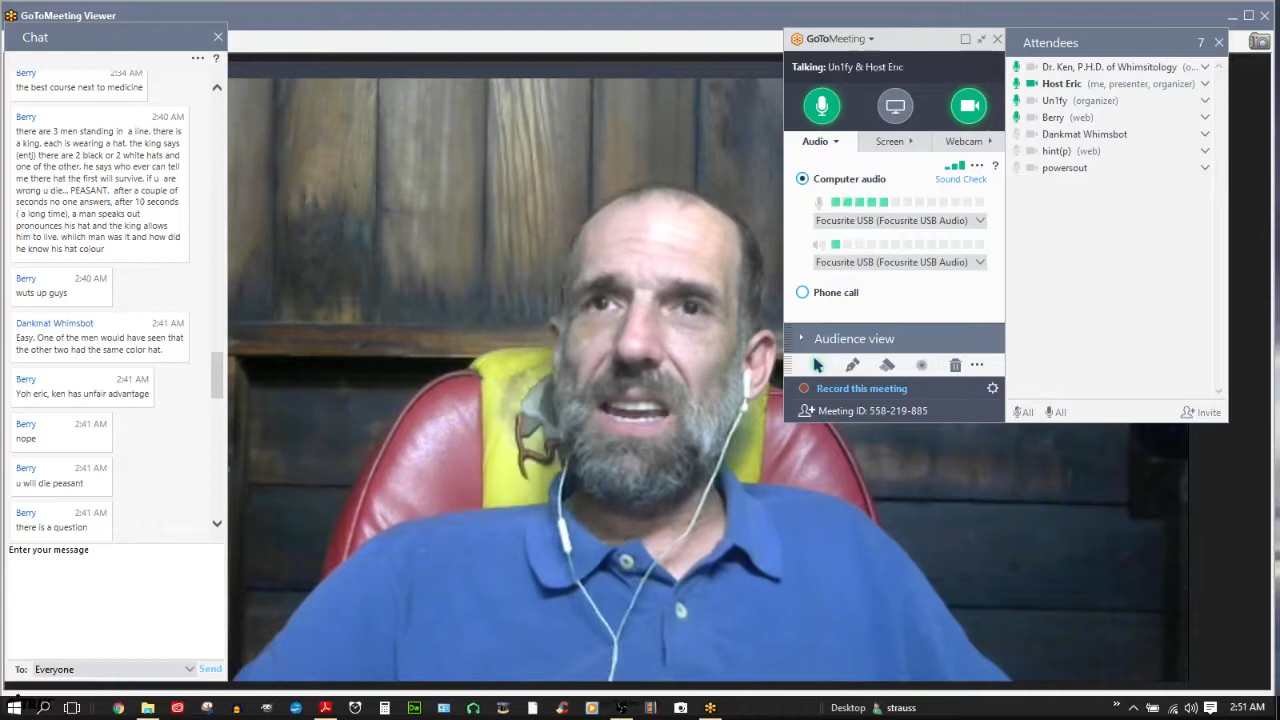 GoToMeeting Viewer
Chat
Berry 2:34 AM
the best course next to medicine
Berry 2:40 AM
there are 3 men standing in a line. there is
a king. each is wearing a hat. the king says
(entj) there are 2 black or 2 white hats and
one of the other. he says who ever can tell
me there hat the first will survive. if u are
wrong u die... PEASANT. after a couple of
seconds no one answers, after 10 seconds
( a long time), a man speaks out
pronounces his hat and the king allows
him to live. whiich man was it and how did
he know his hat colour
Berry 2:40 AM
wuts up guys
Dankmat Whimsbot 2:41 AM
Easy. One of the men would have seen that
the other two had the same color hat.
Berry 2:41 AM
Yoh eric, ken has unfair advantage
Berry 2:41 AM
nope
Berry 2:41 AM
u will die peasant
Berry 2:41 AM
there is a question
Enter your message
To: Everyone Send
GoToMeeting
Talking: Un1fy & Host Eric
Audio Screen Webcam
?
Computer audio Sound Check
Focusrite USB (Focusrite USB Audio)
Focusrite USB (Focusrite USB Audio)
Phone call
Audience view
Record this meeting
Meeting ID: 558-219-885
Attendees 7
Dr. Ken, P.H.D. of Whimsitology (o...
Host Eric (me, presenter, organizer)
Un1fy (organizer)
Berry (web)
Dankmat Whimsbot
hint(p) (web)
powersout
All All Invite
Desktop strauss 2:51 AM